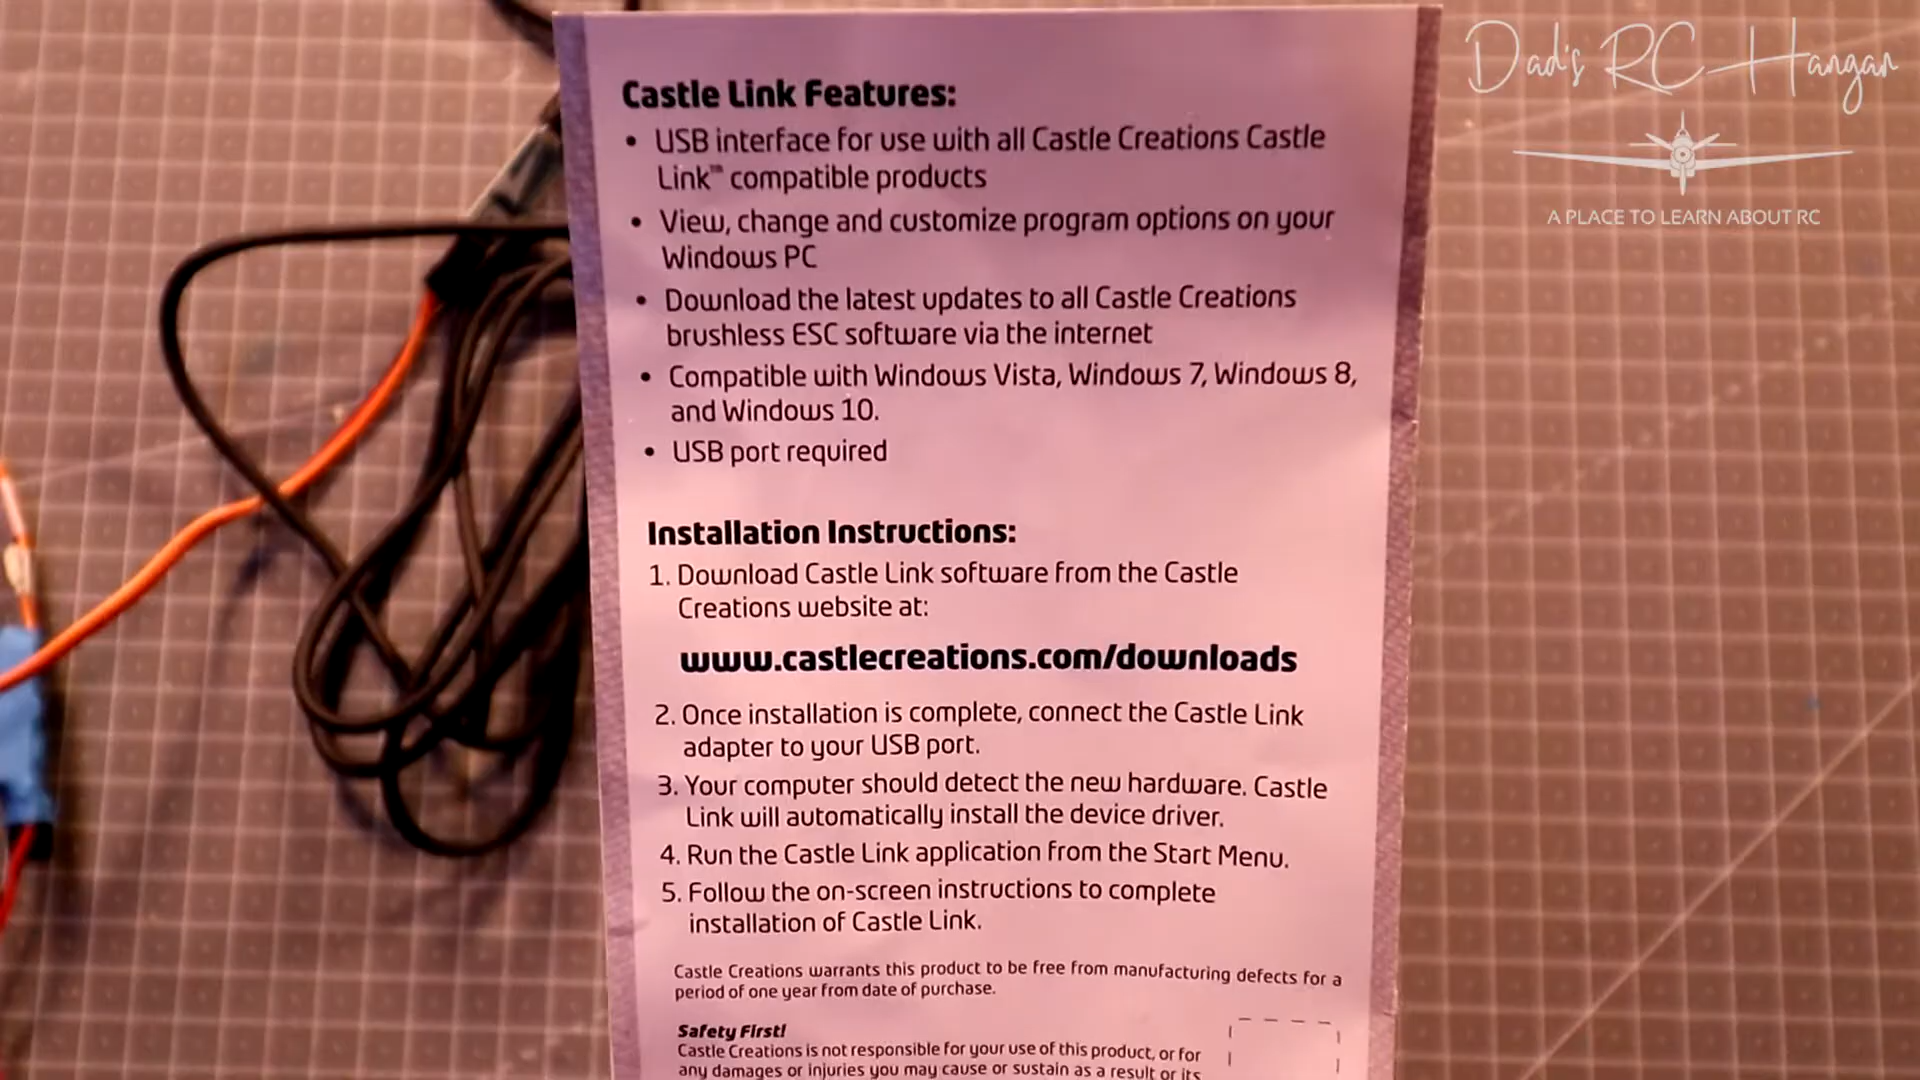 Dad's RC Hangar
A PLACE TO LEARN ABOUT RC
Castle Link Features:
• USB interface for use with all Castle Creations Castle
Link™ compatible products
• View, change and customize program options on your
Windows PC
• Download the latest updates to all Castle Creations
brushless ESC software via the internet
• Compatible with Windows Vista, Windows 7, Windows 8,
and Windows 10.
• USB port required
Installation Instructions:
1. Download Castle Link software from the Castle
Creations website at:
www.castlecreations.com/downloads
2. Once installation is complete, connect the Castle Link
adapter to your USB port.
3. Your computer should detect the new hardware. Castle
Link will automatically install the device driver.
4. Run the Castle Link application from the Start Menu.
5. Follow the on-screen instructions to complete
installation of Castle Link.
Castle Creations warrants this product to be free from manufacturing defects for a
period of one year from date of purchase.
Safety First!
Castle Creations is not responsible for your use of this product, or for
any damages or injuries you may cause or sustain as a result or its